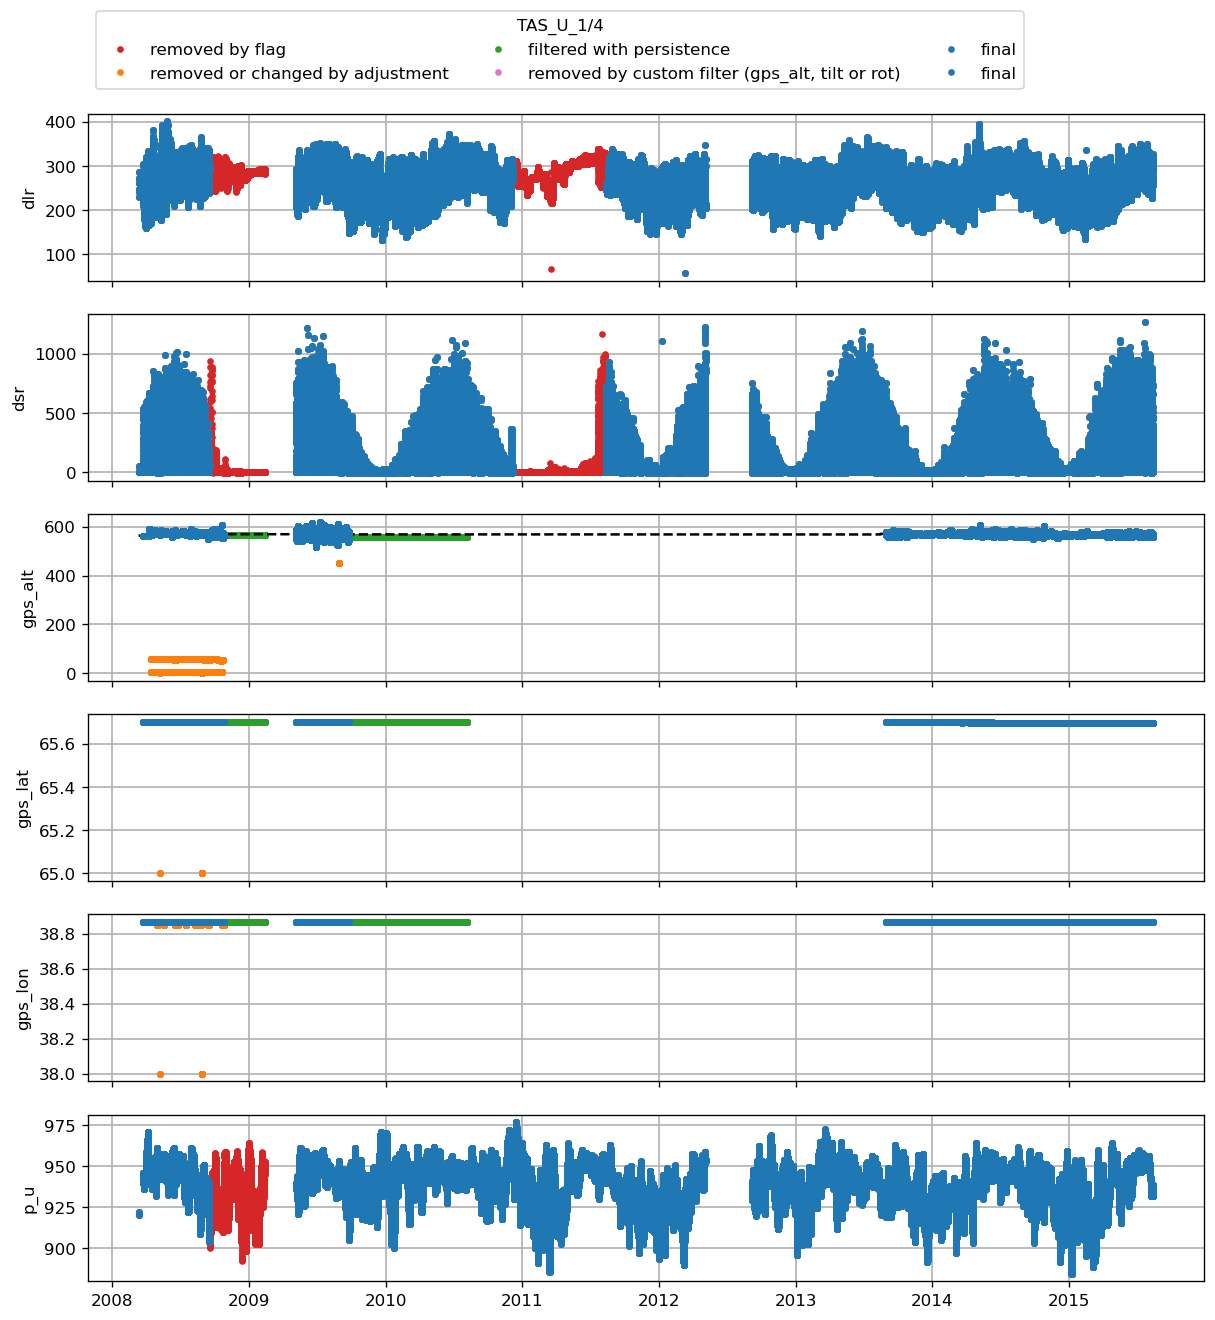 TAS_U_1/4
removed by flag
filtered with persistence
final
removed or changed by adjustment
removed by custom filter (gps_alt, tilt or rot)
final
400
300
200
100
dlr
1000
500
0
dsr
600
400
200
0
gps_alt
65.6
65.4
65.2
65.0
gps_lat
38.8
38.6
38.4
38.2
38.0
gps_lon
975
950
925
900
p_u
2008 2009 2010 2011 2012 2013 2014 2015